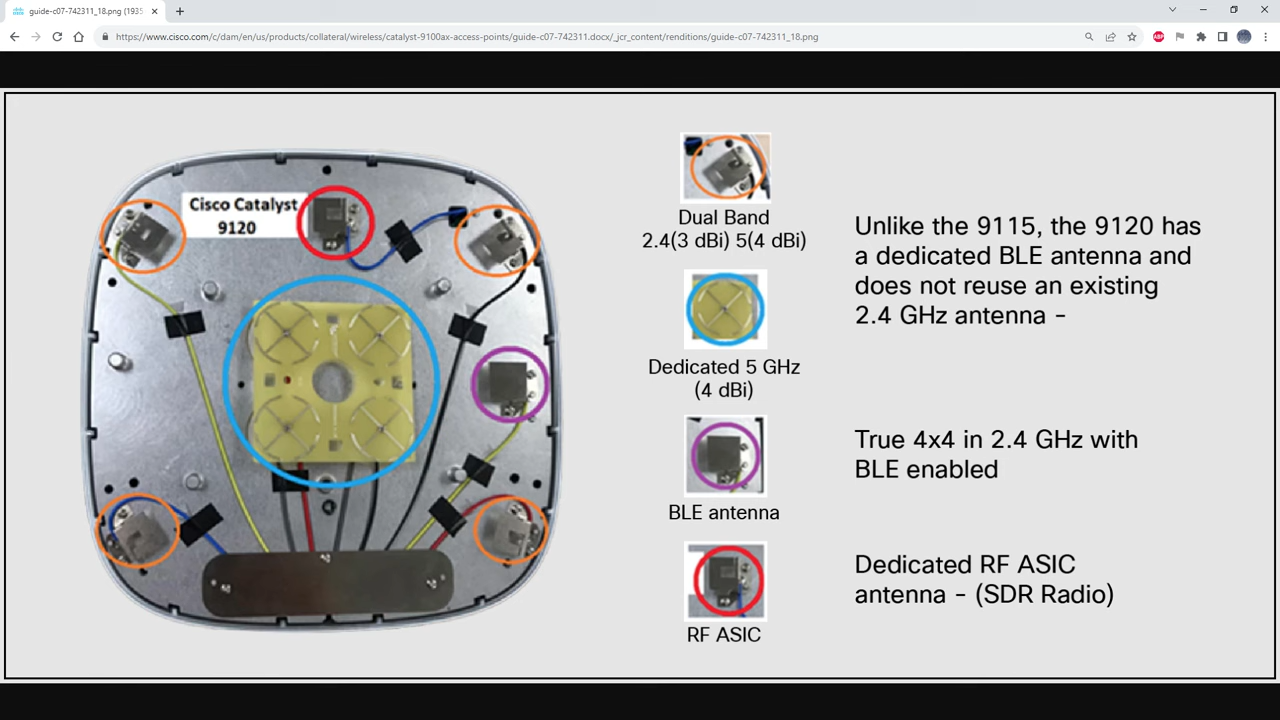 guide-c07-742311_18.png (1935
https://www.cisco.com/c/dam/en/us/products/collateral/wireless/catalyst-9100ax-access-points/guide-c07-742311.docx/_jcr_content/renditions/guide-c07-742311_18.png
ABP
Cisco Catalyst
9120
Dual Band
2.4(3 dBi) 5(4 dBi)
Dedicated 5 GHz
(4 dBi)
BLE antenna
RF ASIC
Unlike the 9115, the 9120 has
a dedicated BLE antenna and
does not reuse an existing
2.4 GHz antenna -
True 4x4 in 2.4 GHz with
BLE enabled
Dedicated RF ASIC
antenna - (SDR Radio)